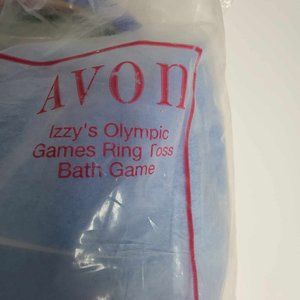 AVON
Izzy's Olympic
Games Ring Toss
Bath Game